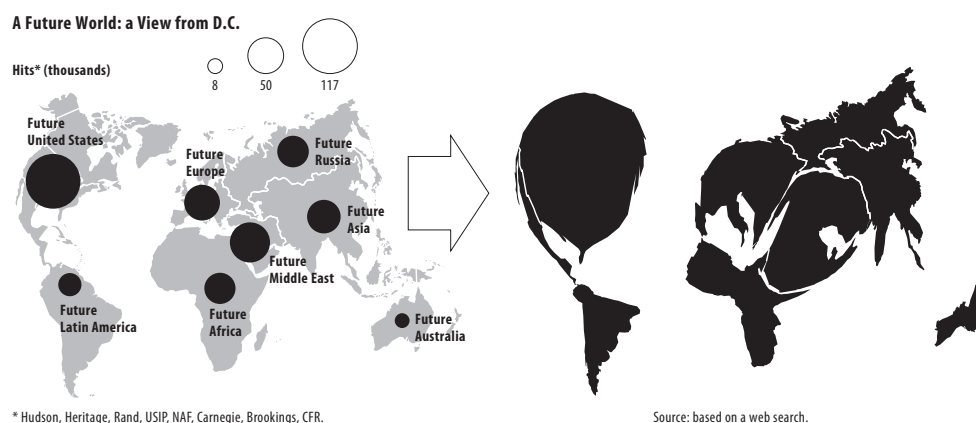 A Future World: a View from D.C.
Hits* (thousands)
8
50
117
Future
United States
Future
Europe
Future
Russia
Future
Asia
Future
Middle East
Future
Latin America
Future
Africa
Future
Australia
* Hudson, Heritage, Rand, USIP, NAF, Carnegie, Brookings, CFR.
Source: based on a web search.